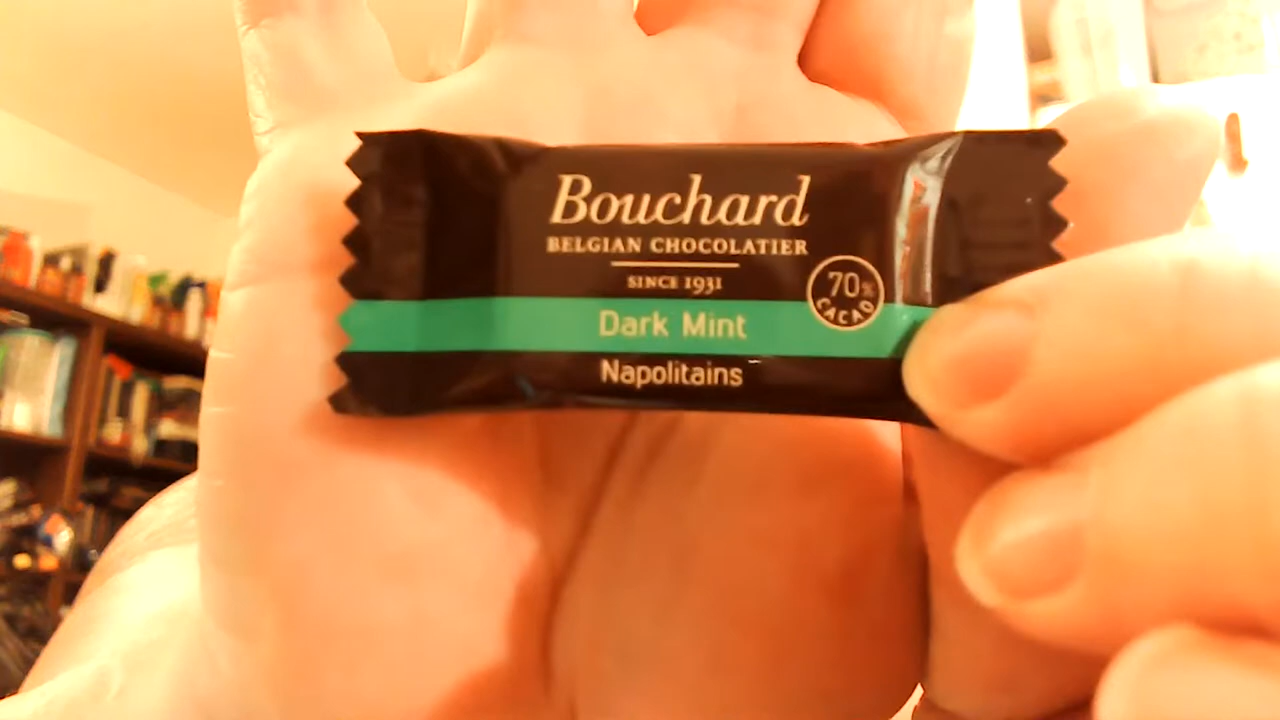 Bouchard
BELGIAN CHOCOLATIER
SINCE 1931
70%
CACAO
Dark Mint
Napolitains